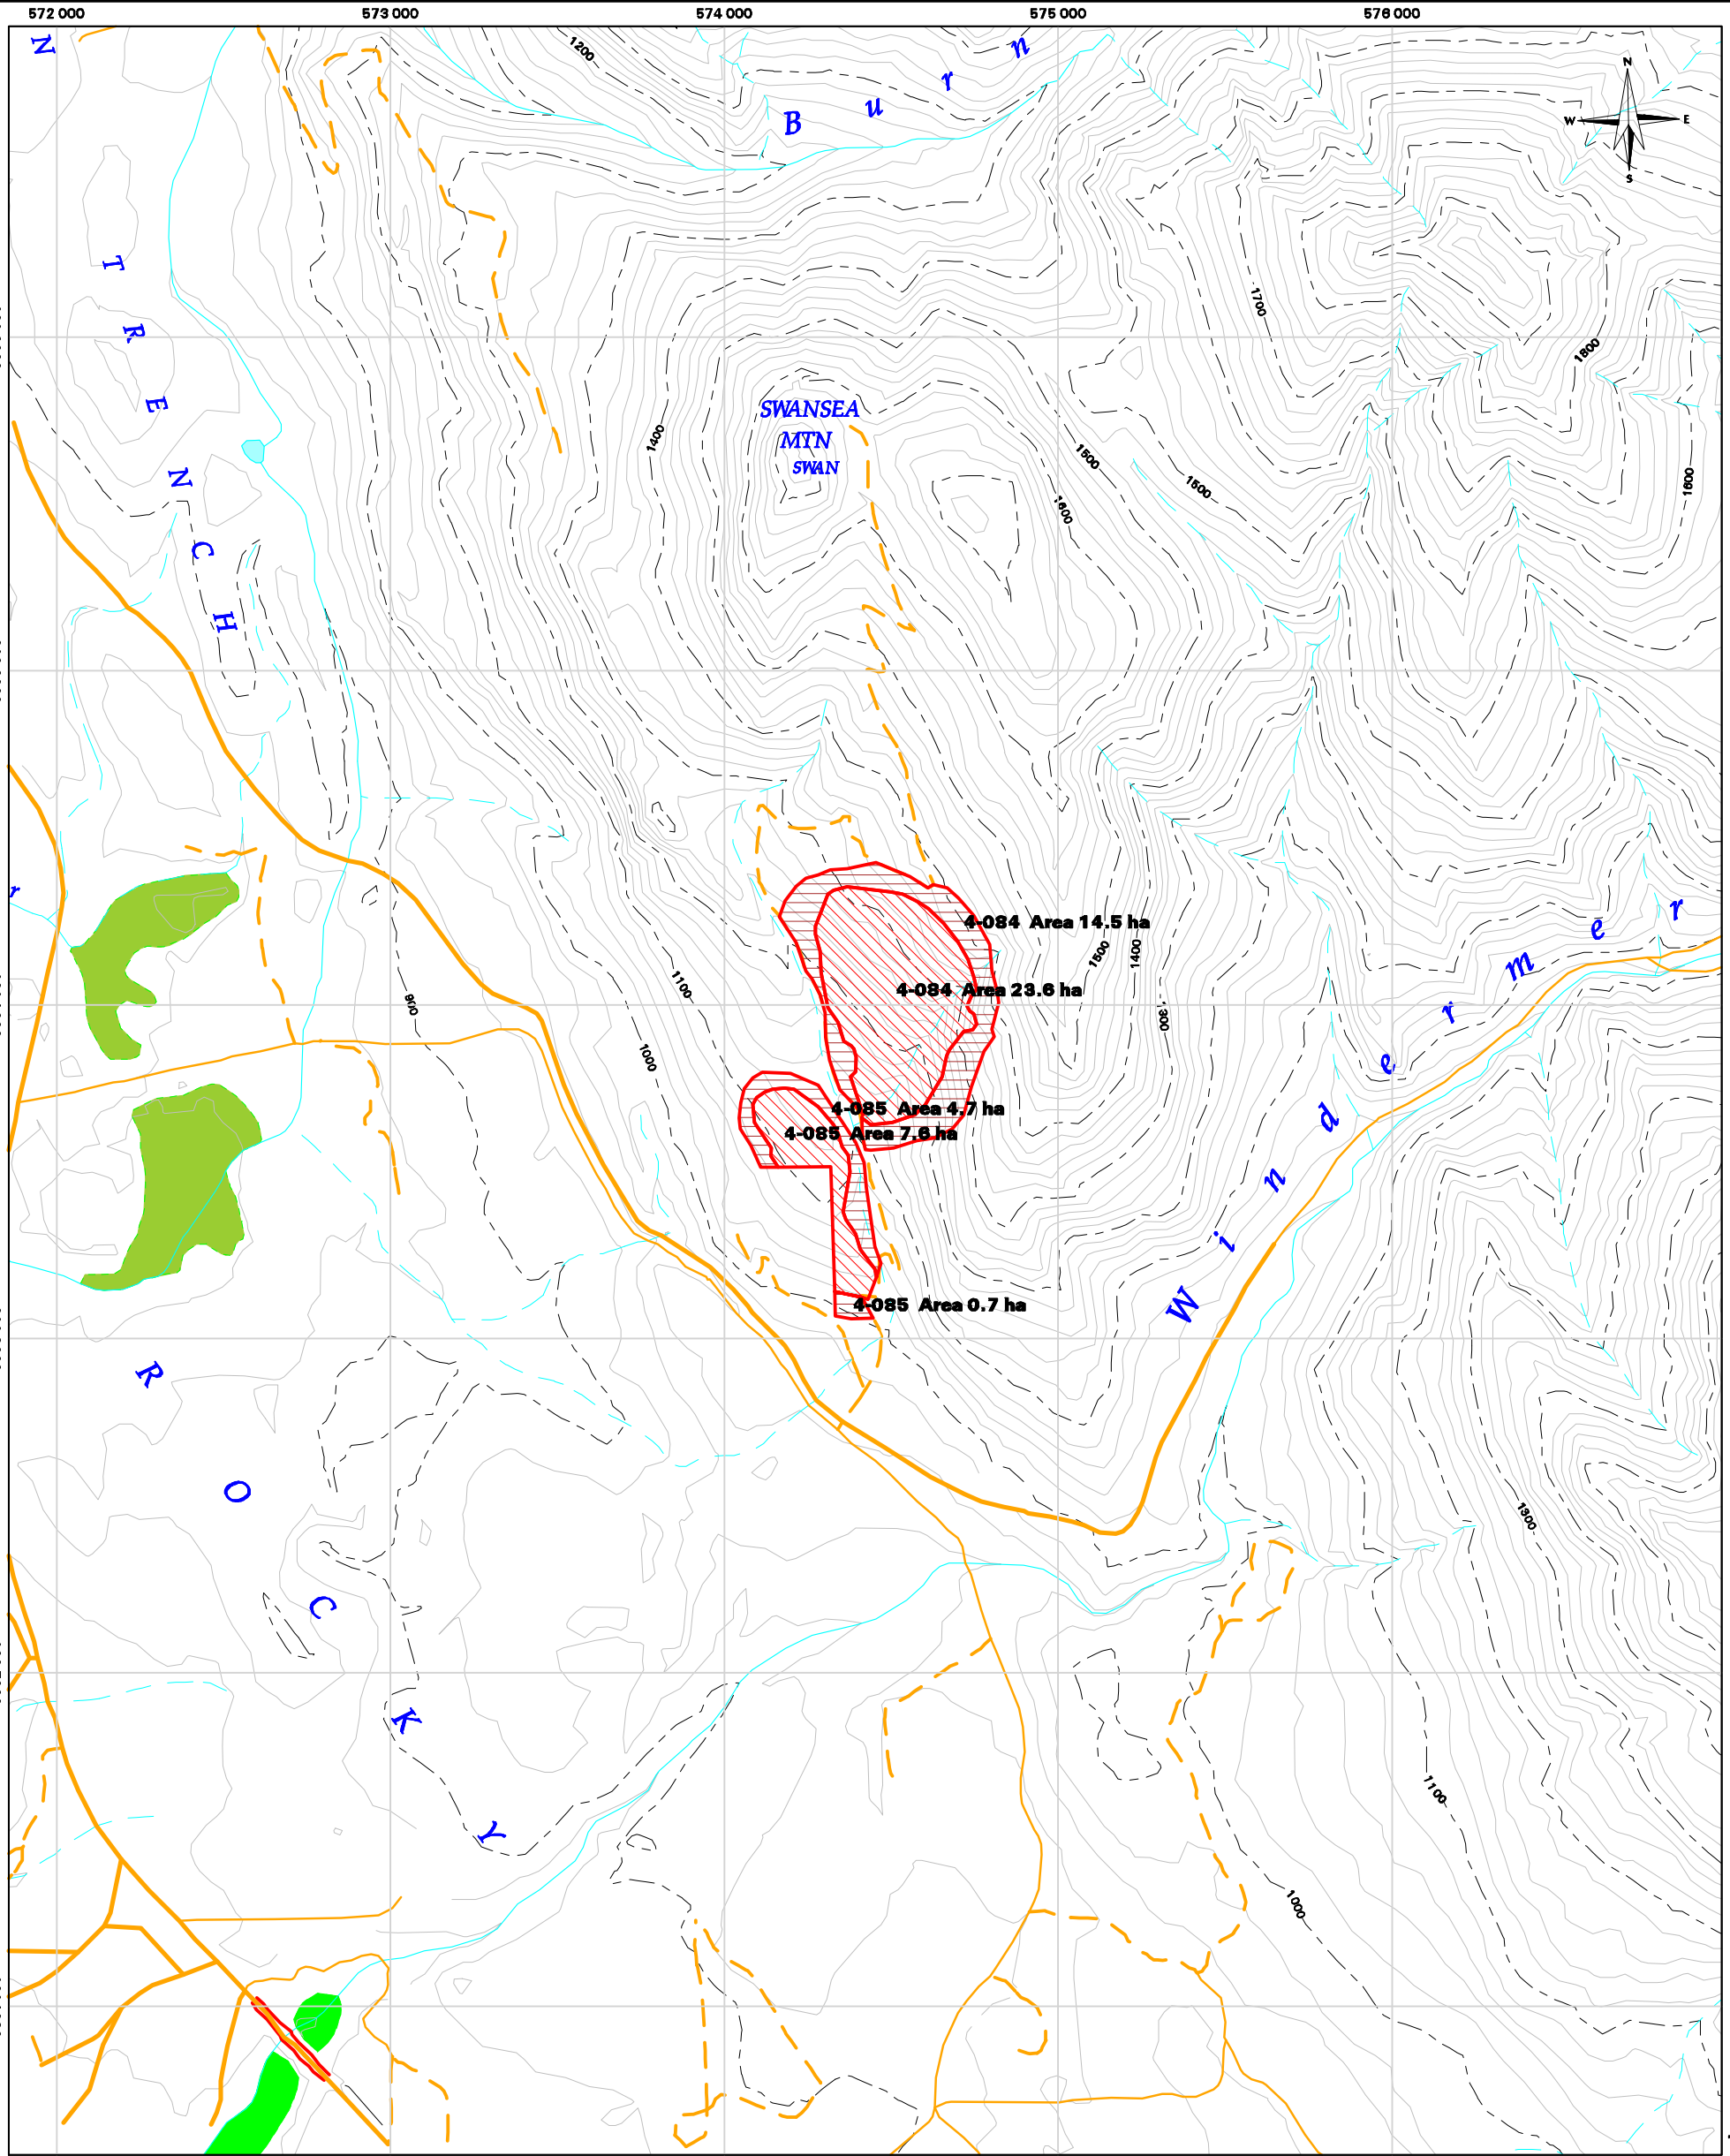 572 000 573 000 574 000 575 000 576 000
N
W E
S
N
T
R
E
N
C
H
B u r n
1200
1700
1800
1400
SWANSEA
MTN
SWAN
1500
1500
1600
1600
r
4-084 Area 14.5 ha
4-084 Area 23.6 ha
1100
900
1000
1500
1400
1300
4-085 Area 4.7 ha
4-085 Area 7.6 ha
4-085 Area 0.7 ha
W i n d e r m e r
R
O
C
K
Y
1300
1100
1000